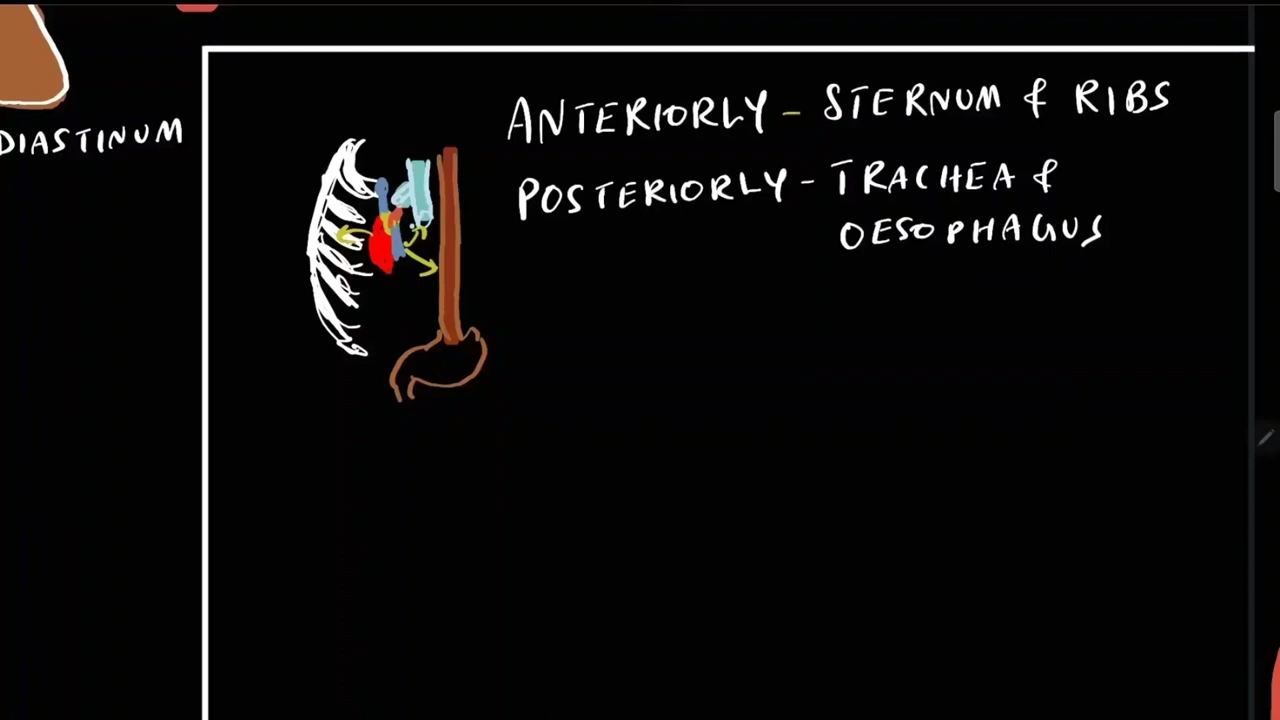 DIASTINUM
ANTERIORLY - STERNUM & RIBS
POSTERIORLY - TRACHEA &
OESOPHAGUS